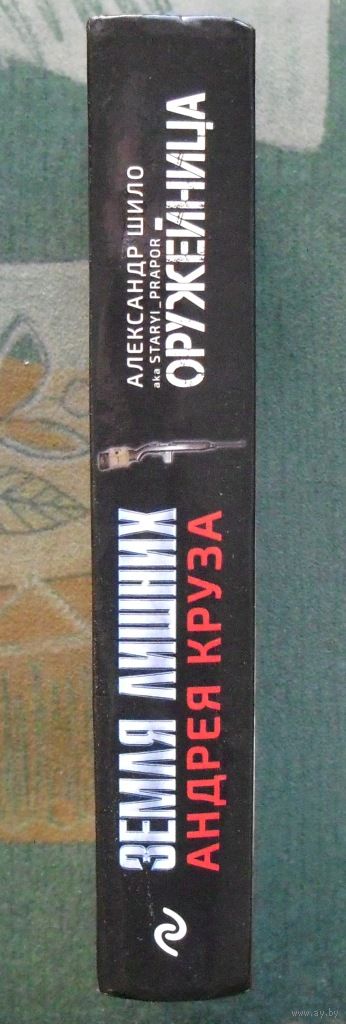 ЗЕМЛЯ ЛИШНИХ
АНДРЕЯ КРУЗА
АЛЕКСАНДР ШИЛО
aka STARYI_PRAPOR
ОРУЖЕЙНИЦА
www.ay.by